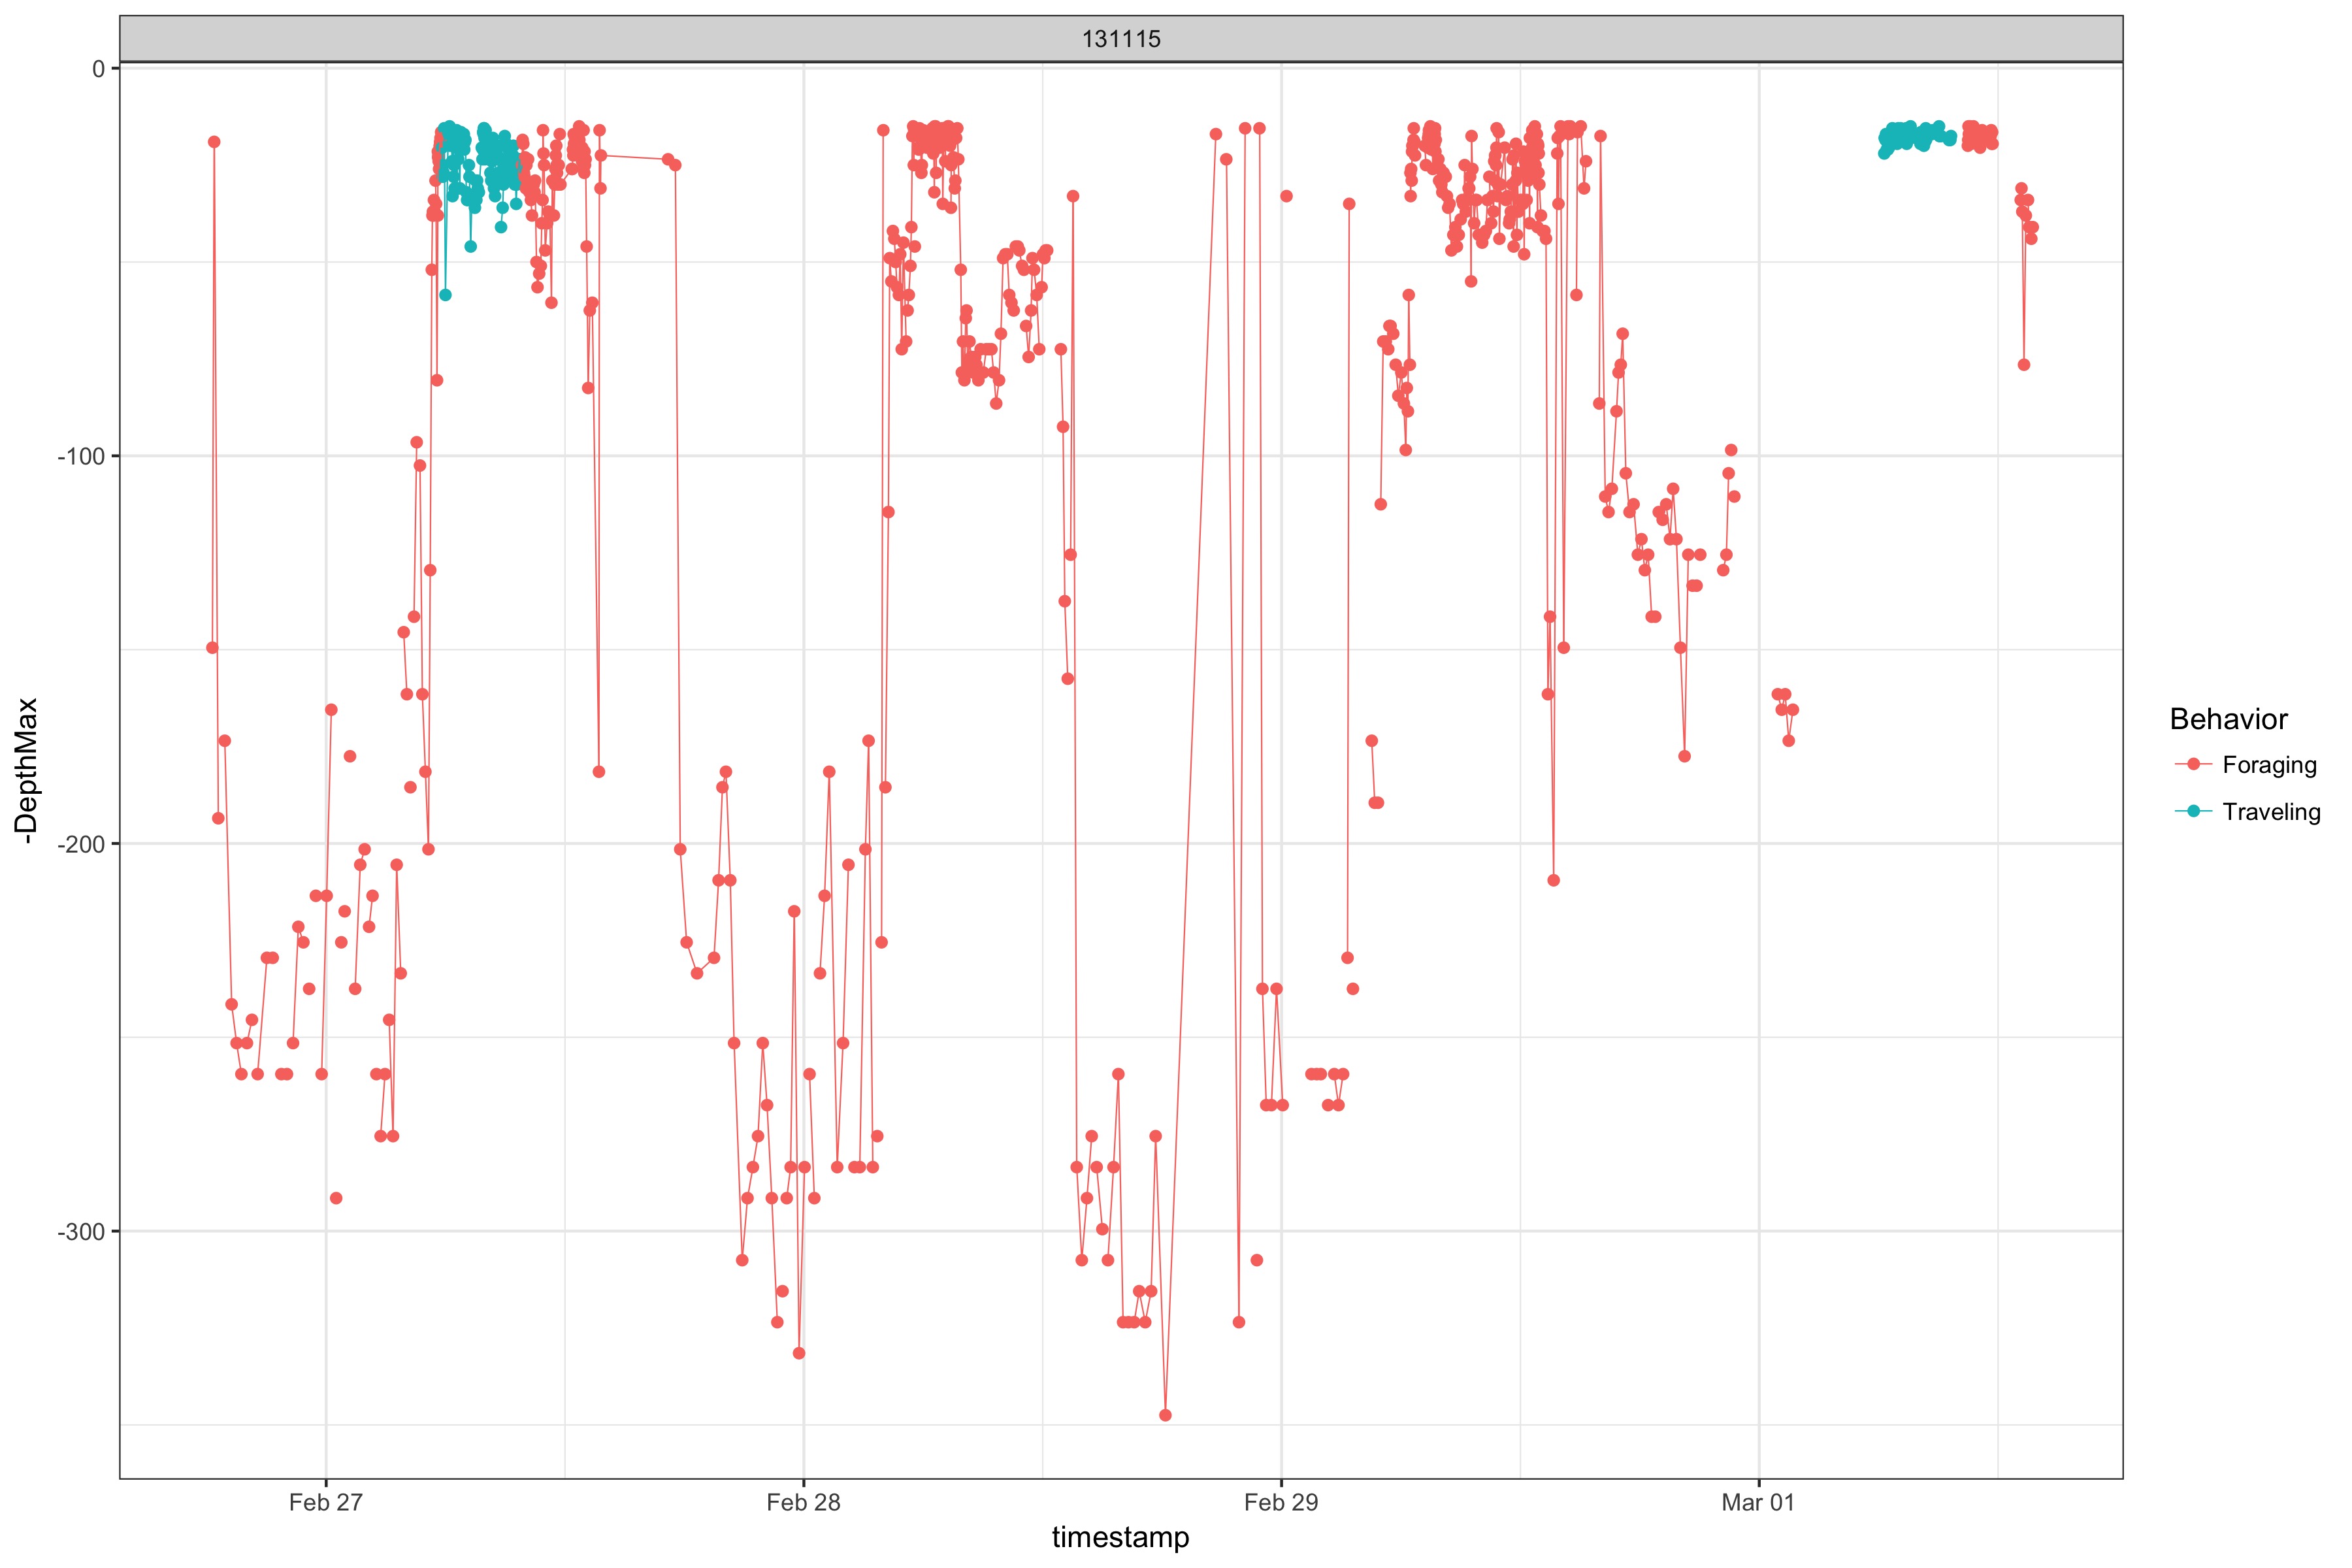 131115
0
-100
-200
-300
-DepthMax
Feb 27
Feb 28
Feb 29
Mar 01
timestamp
Behavior
Foraging
Traveling